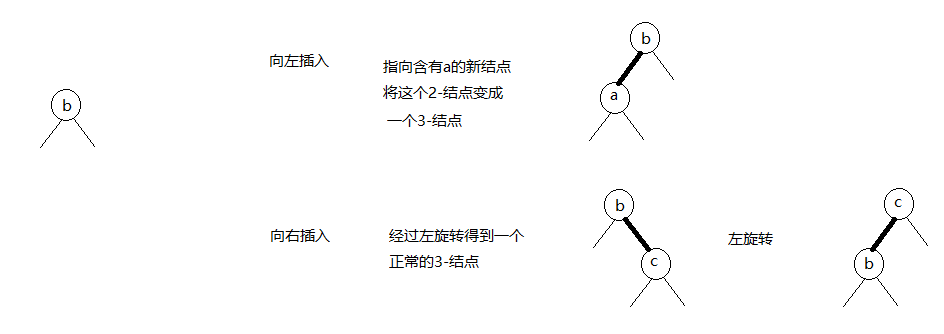 b
向左插入
指向含有a的新结点
将这个2-结点变成
一个3-结点
b
a
向右插入
经过左旋转得到一个
正常的3-结点
b
c
左旋转
c
b